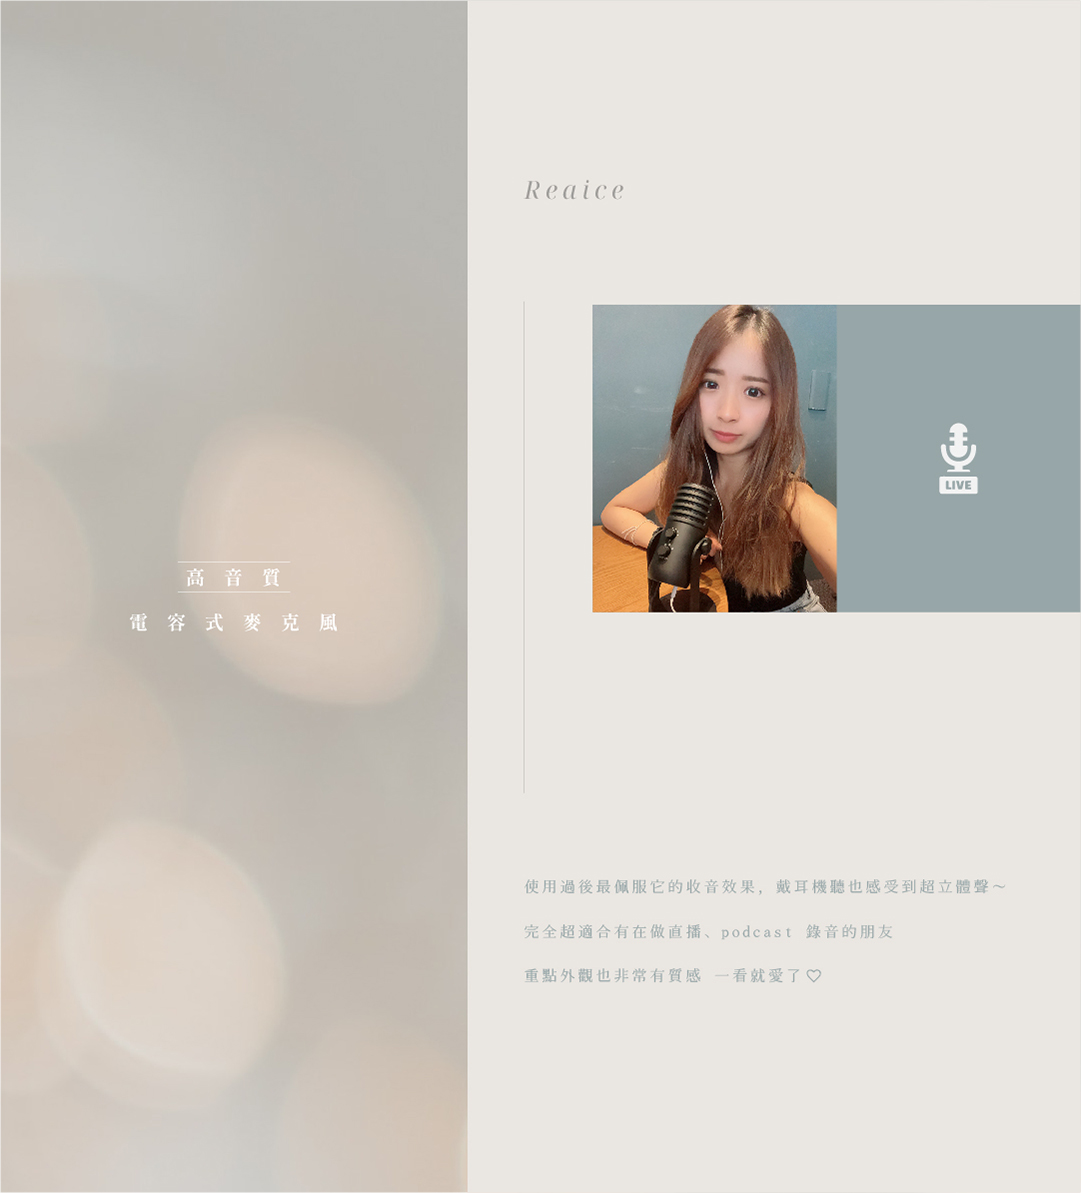 高音質
電容式麥克風
Reaice
LIVE
使用過後最佩服它的收音效果，戴耳機聽也感受到超立體聲～
完全超適合有在做直播、podcast 錄音的朋友
重點外觀也非常有質感 一看就愛了♡